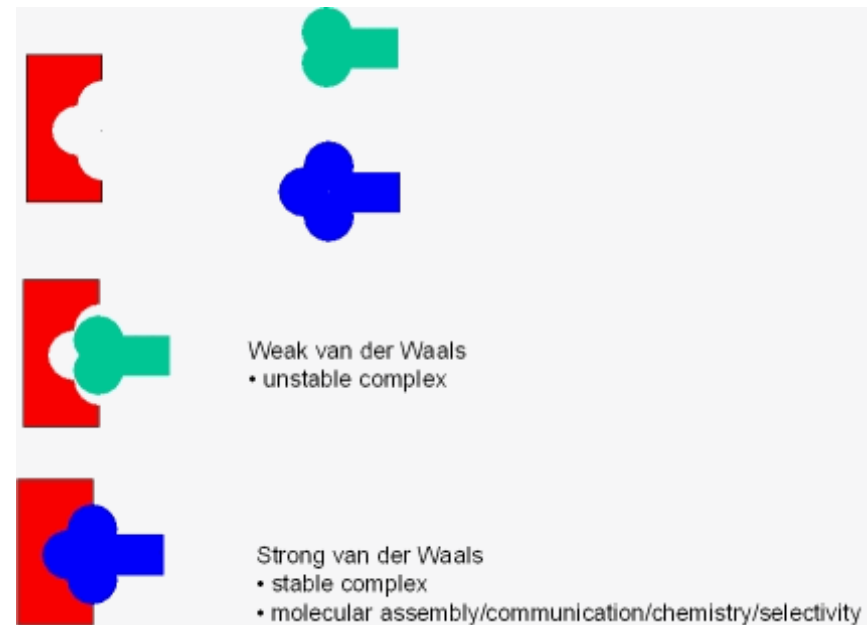 Weak van der Waals
• unstable complex
Strong van der Waals
• stable complex
• molecular assembly/communication/chemistry/selectivity